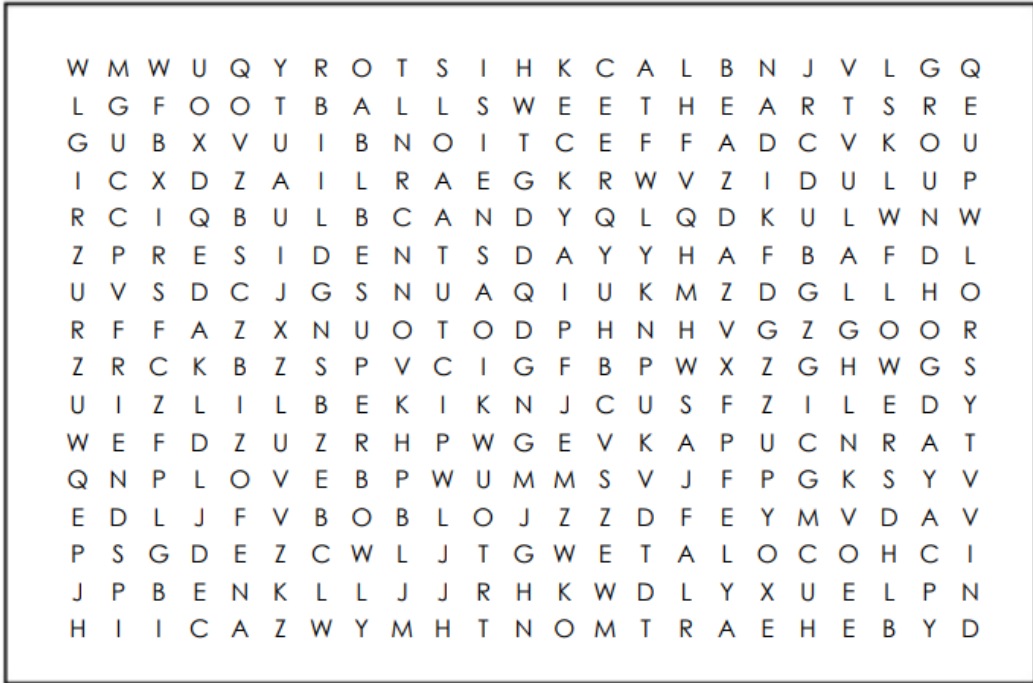 W M W U Q Y R O T S I H K C A L B N J V L G Q
L G F O O T B A L L S W E E T H E A R T S R E
G U B X V U I B N O I T C E F F A D C V K O U
I C X D Z A I L R A E G K R W V Z I D U L U P
R C I Q B U L B C A N D Y Q L Q D K U L W N W
Z P R E S I D E N T S D A Y Y H A F B A F D L
U V S D C J G S N U A Q I U K M Z D G L L H O
R F F A Z X N U O T O D P H N H V G Z G O O R
Z R C K B Z S P V C I G F B P W X Z G H W G S
U I Z L I L B E K I K N J C U S F Z I L E D Y
W E F D Z U Z R H P W G E V K A P U C N R A T
Q N P L O V E B P W U M M S V J F P G K S Y V
E D L J F V B O B L O J Z Z D F E Y M V D A V
P S G D E Z C W L J T G W E T A L O C O H C I
J P B E N K L L J J R H K W D L Y X U E L P N
H I I C A Z W Y M H T N O M T R A E H E B Y D